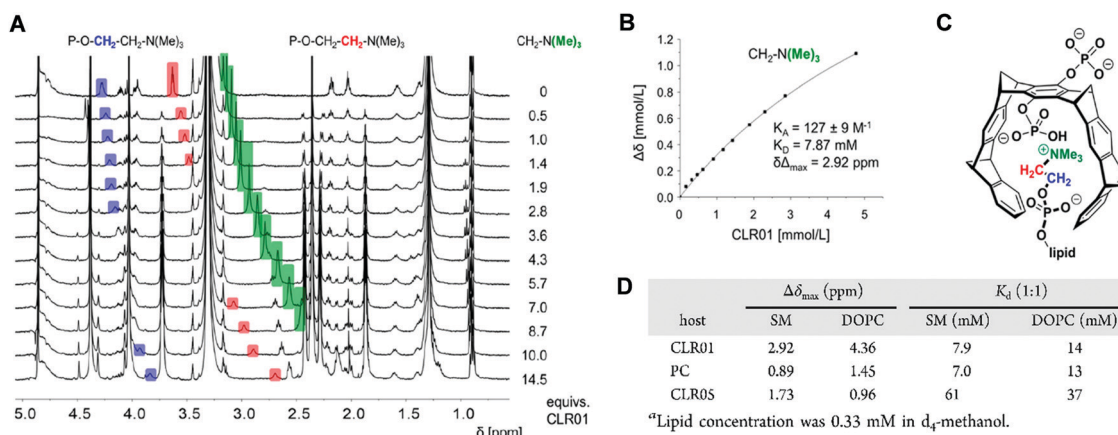 A
P-O-CH₂-CH₂-N(Me)₃
P-O-CH₂-CH₂-N(Me)₃
CH₂-N(Me)₃
0
0.5
1.0
1.4
1.9
2.8
3.6
4.3
5.7
7.0
8.7
10.0
14.5
equivs.
CLR01
5.0 4.5 4.0 3.5 3.0 2.5 2.0 1.5 1.0
δ [ppm]
B
Δδ [mmol/L]
1.2
1.0
0.8
0.6
0.4
0.2
0.0
0 1 2 3 4 5
CLR01 [mmol/L]
CH₂-N(Me)₃
K_A = 127 ± 9 M⁻¹
K_D = 7.87 mM
δΔ_max = 2.92 ppm
C
O
O-P-O⊖
O⊖
O
⊖O-P-OH
O
⊕
NMe₃
H₂C
CH₂
O
O=P-O⊖
O
lipid
D
Δδmax (ppm) Kd (1:1)
host SM DOPC SM (mM) DOPC (mM)
CLR01 2.92 4.36 7.9 14
PC 0.89 1.45 7.0 13
CLR05 1.73 0.96 61 37
ᵃLipid concentration was 0.33 mM in d₄-methanol.